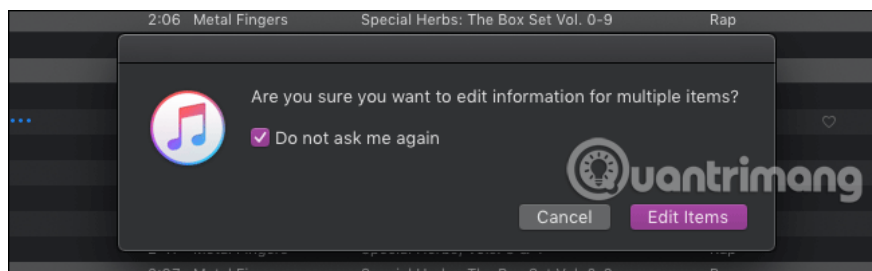 2:06 Metal Fingers Special Herbs: The Box Set Vol. 0-9 Rap
Are you sure you want to edit information for multiple items?
Do not ask me again
Quantrimang
Cancel Edit Items